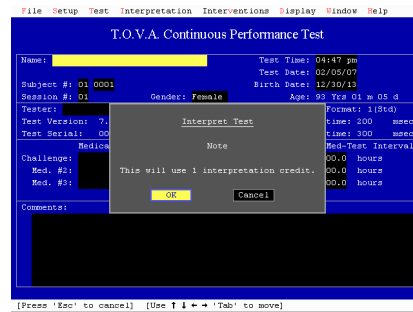 File Setup Test Interpretation Interventions Display Window Help
T.O.V.A. Continuous Performance Test
Name: Test Time: 04:47 pm
Test Date: 02/05/07
Subject #: 01 0001 Birth Date: 12/30/13
Session #: 01 Gender: Female Age: 93 Yrs 01 m 05 d
Tester: Format: 1(Std)
Test Version: 7. time: 200 msec
Test Serial: 00 time: 300 msec
Medica Med-Test Interval
Challenge: 00.0 hours
Med. #2: 00.0 hours
Med. #3: 00.0 hours
Comments:
Interpret Test
Note
This will use 1 interpretation credit.
OK Cancel
[Press 'Esc' to cancel] [Use ↑ ↓ ← → 'Tab' to move]